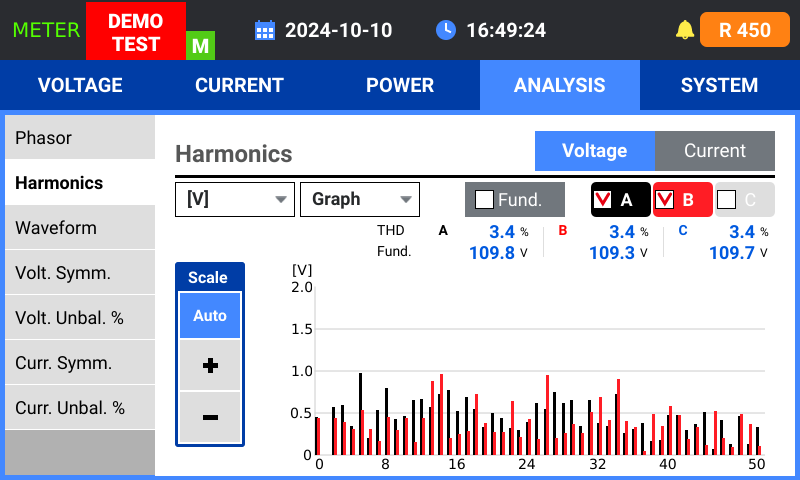 METER DEMO TEST M 2024-10-10 16:49:24 R 450
VOLTAGE CURRENT POWER ANALYSIS SYSTEM
Phasor
Harmonics
Waveform
Volt. Symm.
Volt. Unbal. %
Curr. Symm.
Curr. Unbal. %
Harmonics Voltage Current
[V] Graph Fund. A B C
THD A 3.4 % B 3.4 % C 3.4 %
Fund. 109.8 V 109.3 V 109.7 V
Scale
Auto
+
−
[V]
2.0
1.5
1.0
0.5
0
0 8 16 24 32 40 50